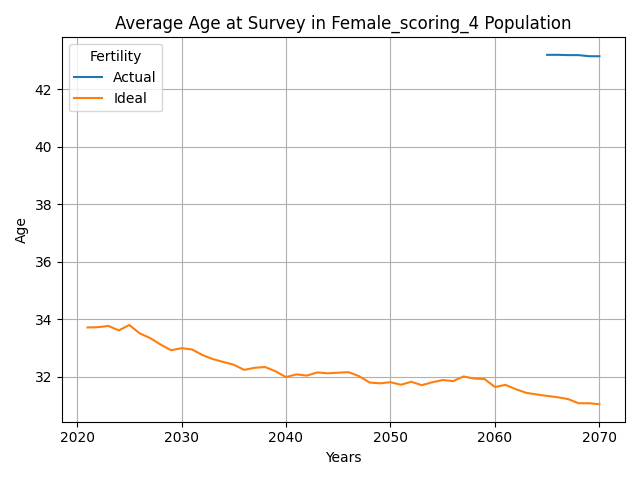 Average Age at Survey in Female_scoring_4 Population
Fertility
Actual
Ideal
Age
42
40
38
36
34
32
2020
2030
2040
2050
2060
2070
Years